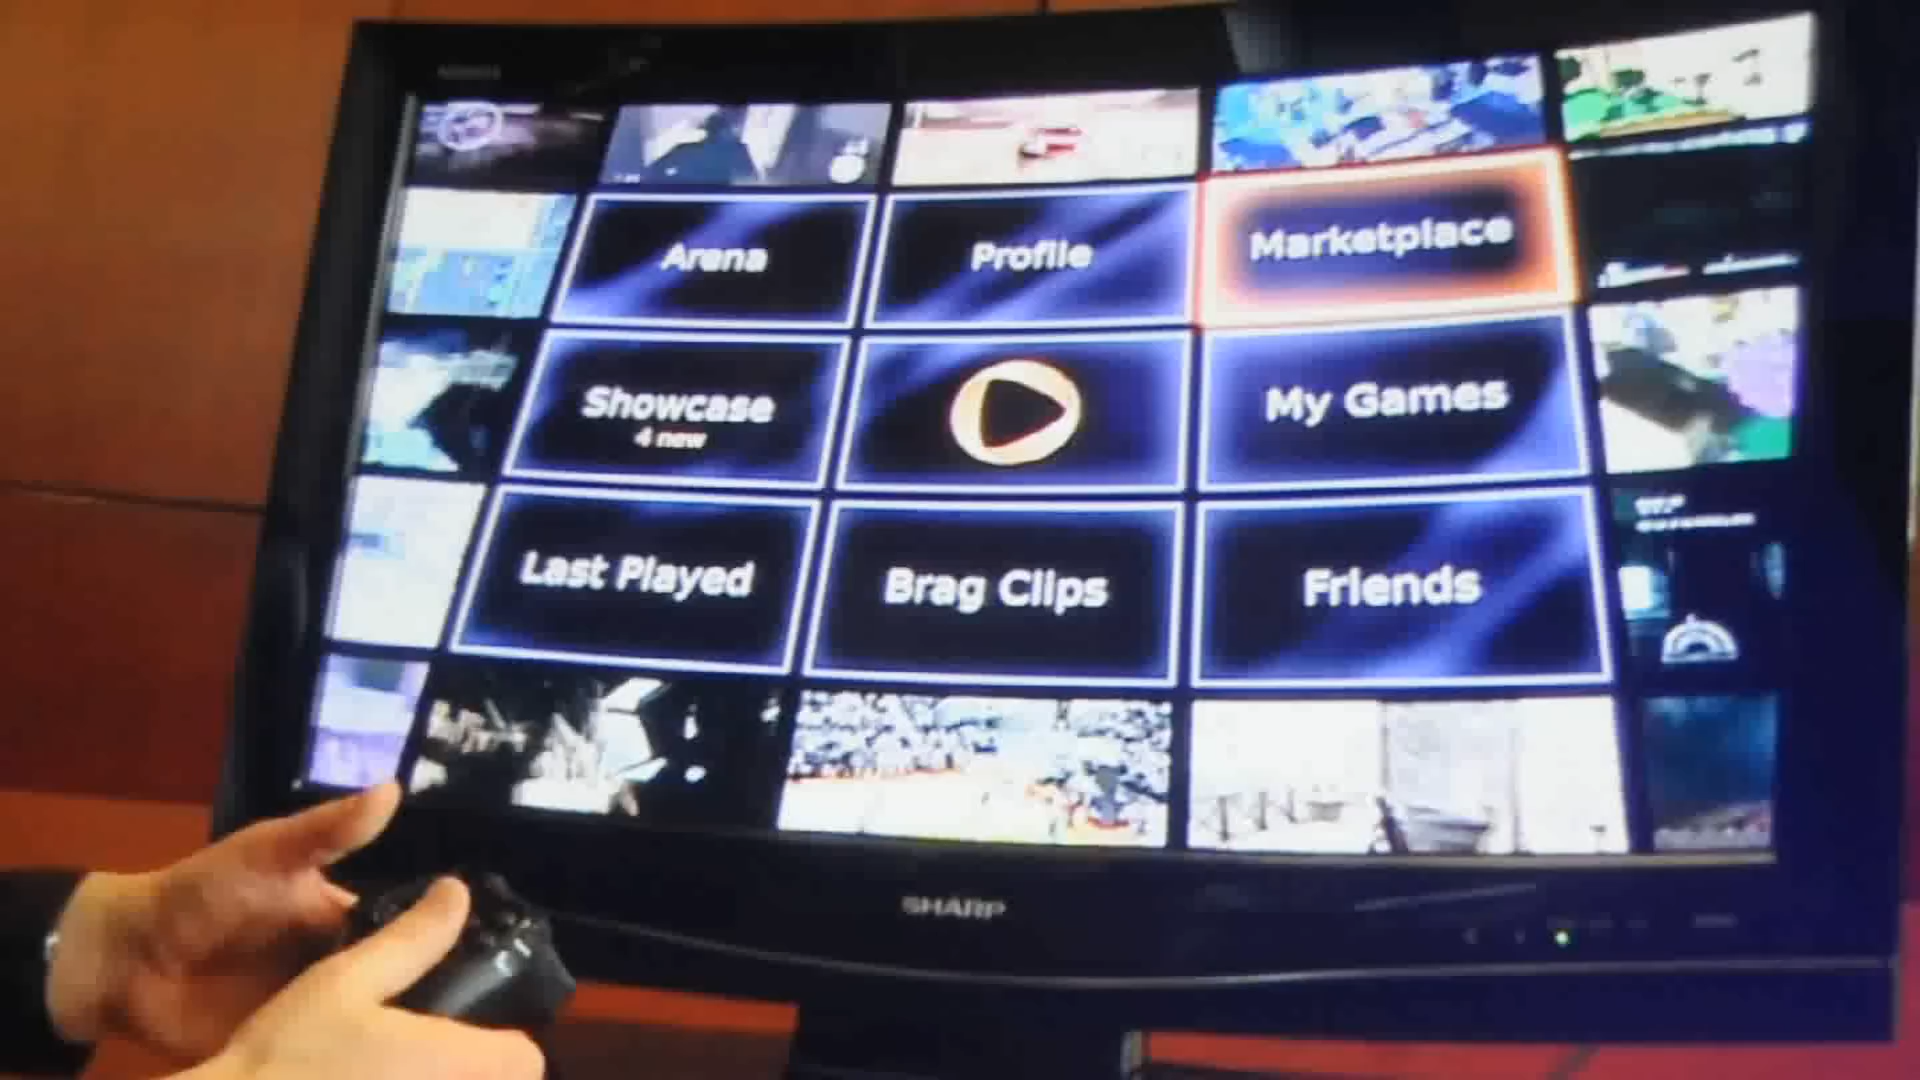 Arena
Profile
Marketplace
Showcase
4 new
My Games
Last Played
Brag Clips
Friends
SHARP